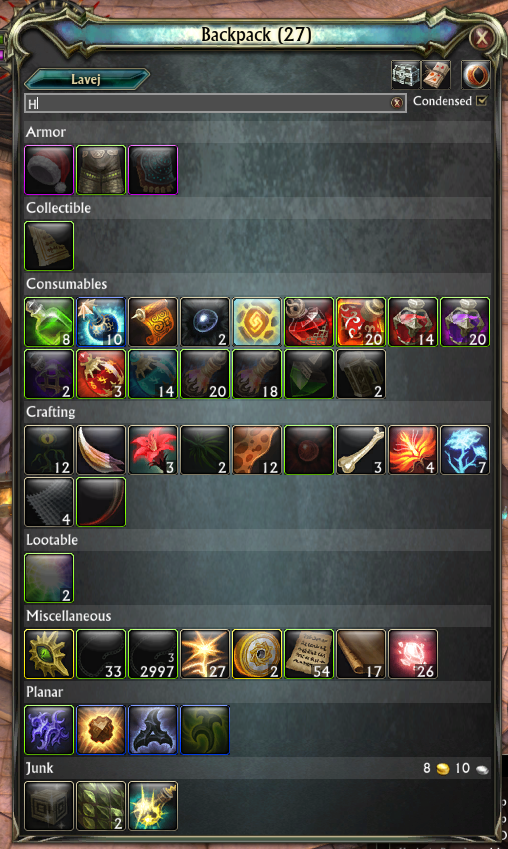 Backpack (27)
Lavej
H
Condensed
Armor
Collectible
Consumables
8 10 2 20 14 20
2 3 14 20 18 2
Crafting
12 3 2 12 3 4 7
4
Lootable
2
Miscellaneous
3
33 2997 27 2 54 17 26
Planar
Junk
8 10
2